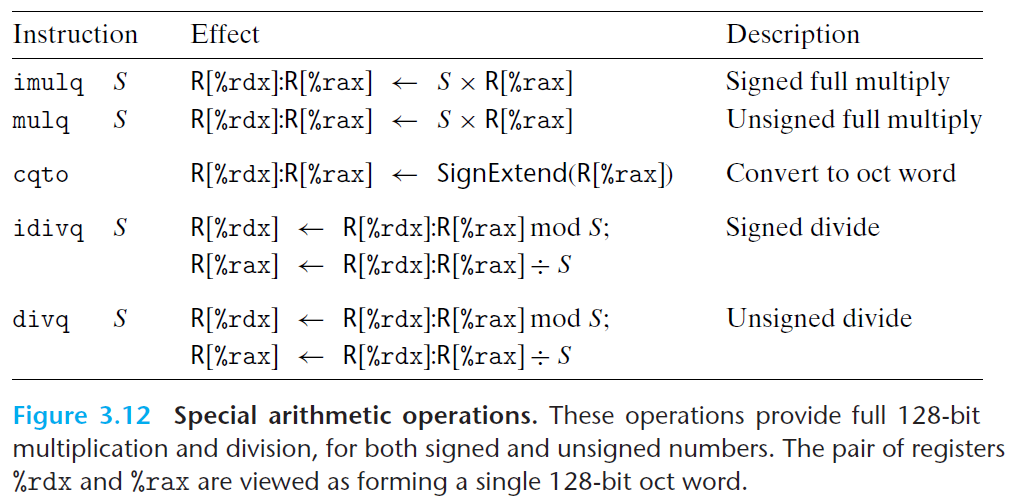 Instruction Effect Description
imulq S R[%rdx]:R[%rax] ← S × R[%rax] Signed full multiply
mulq S R[%rdx]:R[%rax] ← S × R[%rax] Unsigned full multiply
cqto R[%rdx]:R[%rax] ← SignExtend(R[%rax]) Convert to oct word
idivq S R[%rdx] ← R[%rdx]:R[%rax] mod S; Signed divide
R[%rax] ← R[%rdx]:R[%rax] ÷ S
divq S R[%rdx] ← R[%rdx]:R[%rax] mod S; Unsigned divide
R[%rax] ← R[%rdx]:R[%rax] ÷ S
Figure 3.12 Special arithmetic operations. These operations provide full 128-bit
multiplication and division, for both signed and unsigned numbers. The pair of registers
%rdx and %rax are viewed as forming a single 128-bit oct word.